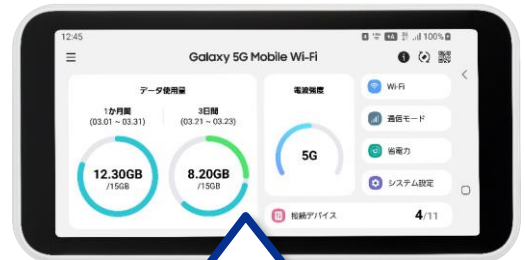 12:45
100%
Galaxy 5G Mobile Wi-Fi
データ使用量
1か月間
(03.01 ~ 03.31)
3日間
(03.21 ~ 03.23)
12.30GB
/15GB
8.20GB
/15GB
電波強度
5G
Wi-Fi
通信モード
省電力
システム設定
接続デバイス
4/11